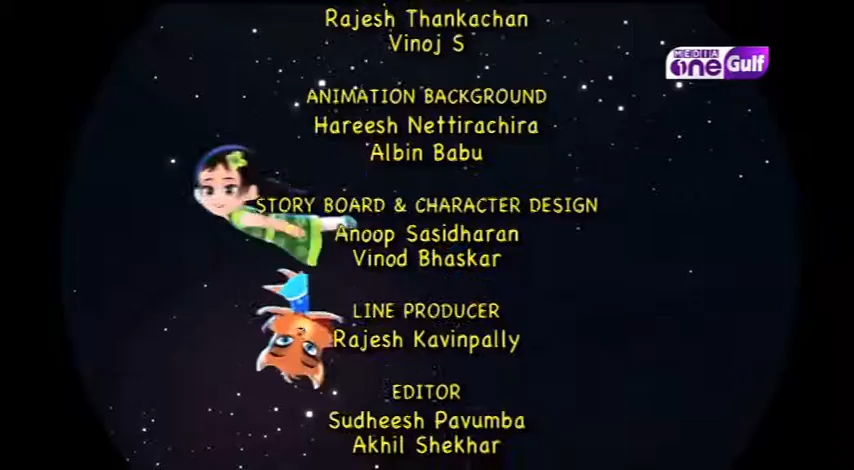 Rajesh Thankachan
Vinoj S
MEDIA
one Gulf
ANIMATION BACKGROUND
Hareesh Nettirachira
Albin Babu
STORY BOARD & CHARACTER DESIGN
Anoop Sasidharan
Vinod Bhaskar
LINE PRODUCER
Rajesh Kavinpally
EDITOR
Sudheesh Pavumba
Akhil Shekhar